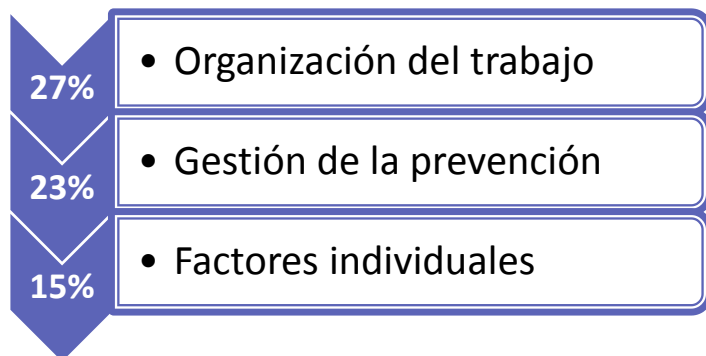 27%
• Organización del trabajo
23%
• Gestión de la prevención
15%
• Factores individuales